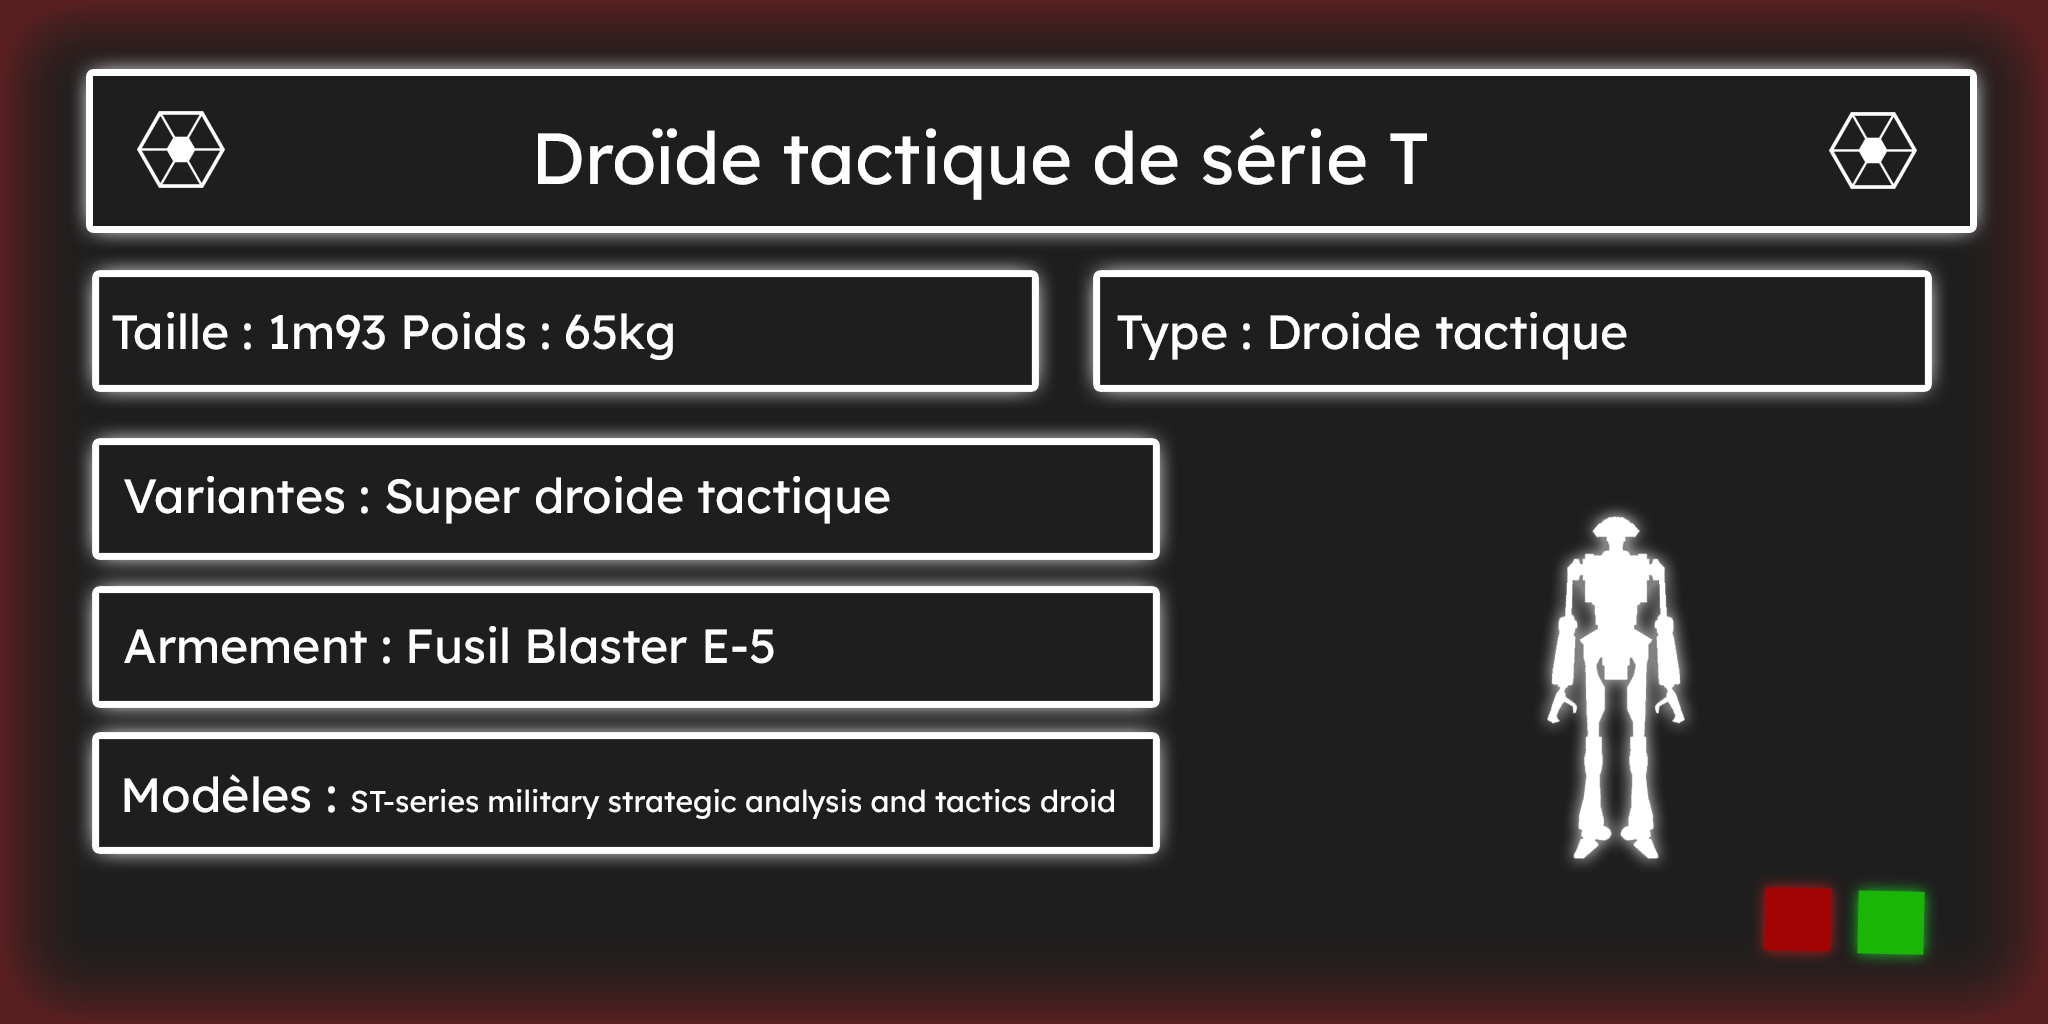 Droïde tactique de série T
Taille : 1m93 Poids : 65kg
Type : Droide tactique
Variantes : Super droide tactique
Armement : Fusil Blaster E-5
Modèles : ST-series military strategic analysis and tactics droid